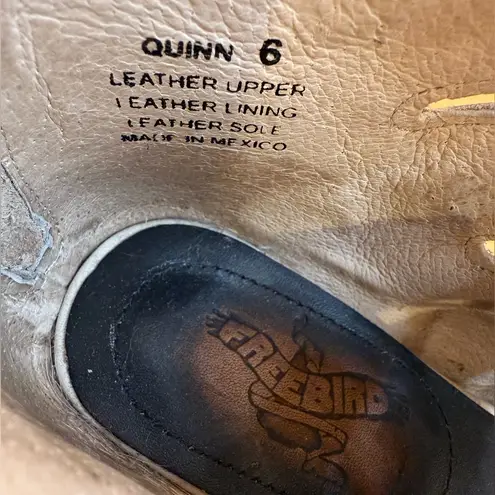 QUINN 6
LEATHER UPPER
LEATHER LINING
LEATHER SOLE
MADE IN MEXICO
FREEBIRD